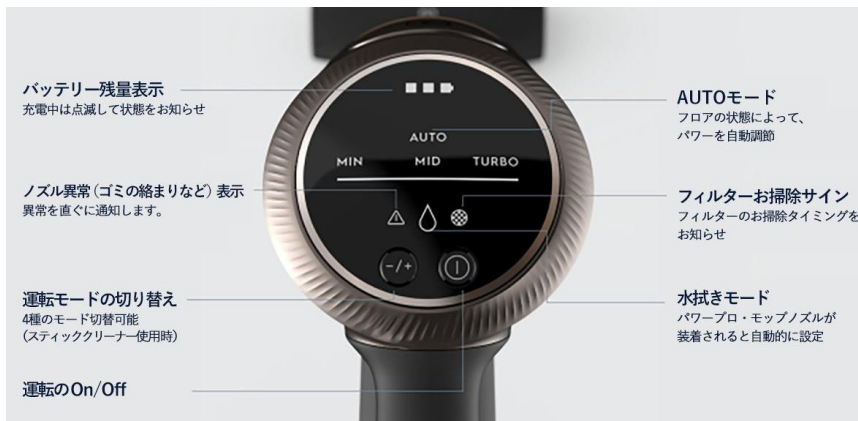 バッテリー残量表示
充電中は点滅して状態をお知らせ
ノズル異常（ゴミの絡まりなど）表示
異常を直ぐに通知します。
運転モードの切り替え
4種のモード切替可能
（スティッククリーナー使用時）
運転のOn/Off
AUTO
MIN MID TURBO
-/+
AUTOモード
フロアの状態によって、
パワーを自動調節
フィルターお掃除サイン
フィルターのお掃除タイミングを
お知らせ
水拭きモード
パワープロ・モップノズルが
装着されると自動的に設定